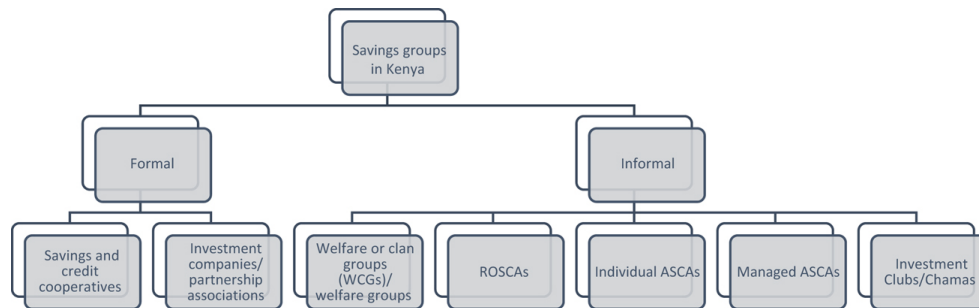 Savings groups
in Kenya
Formal
Informal
Savings and
credit
cooperatives
Investment
companies/
partnership
associations
Welfare or clan
groups
(WCGs)/
welfare groups
ROSCAs
Individual ASCAs
Managed ASCAs
Investment
Clubs/Chamas